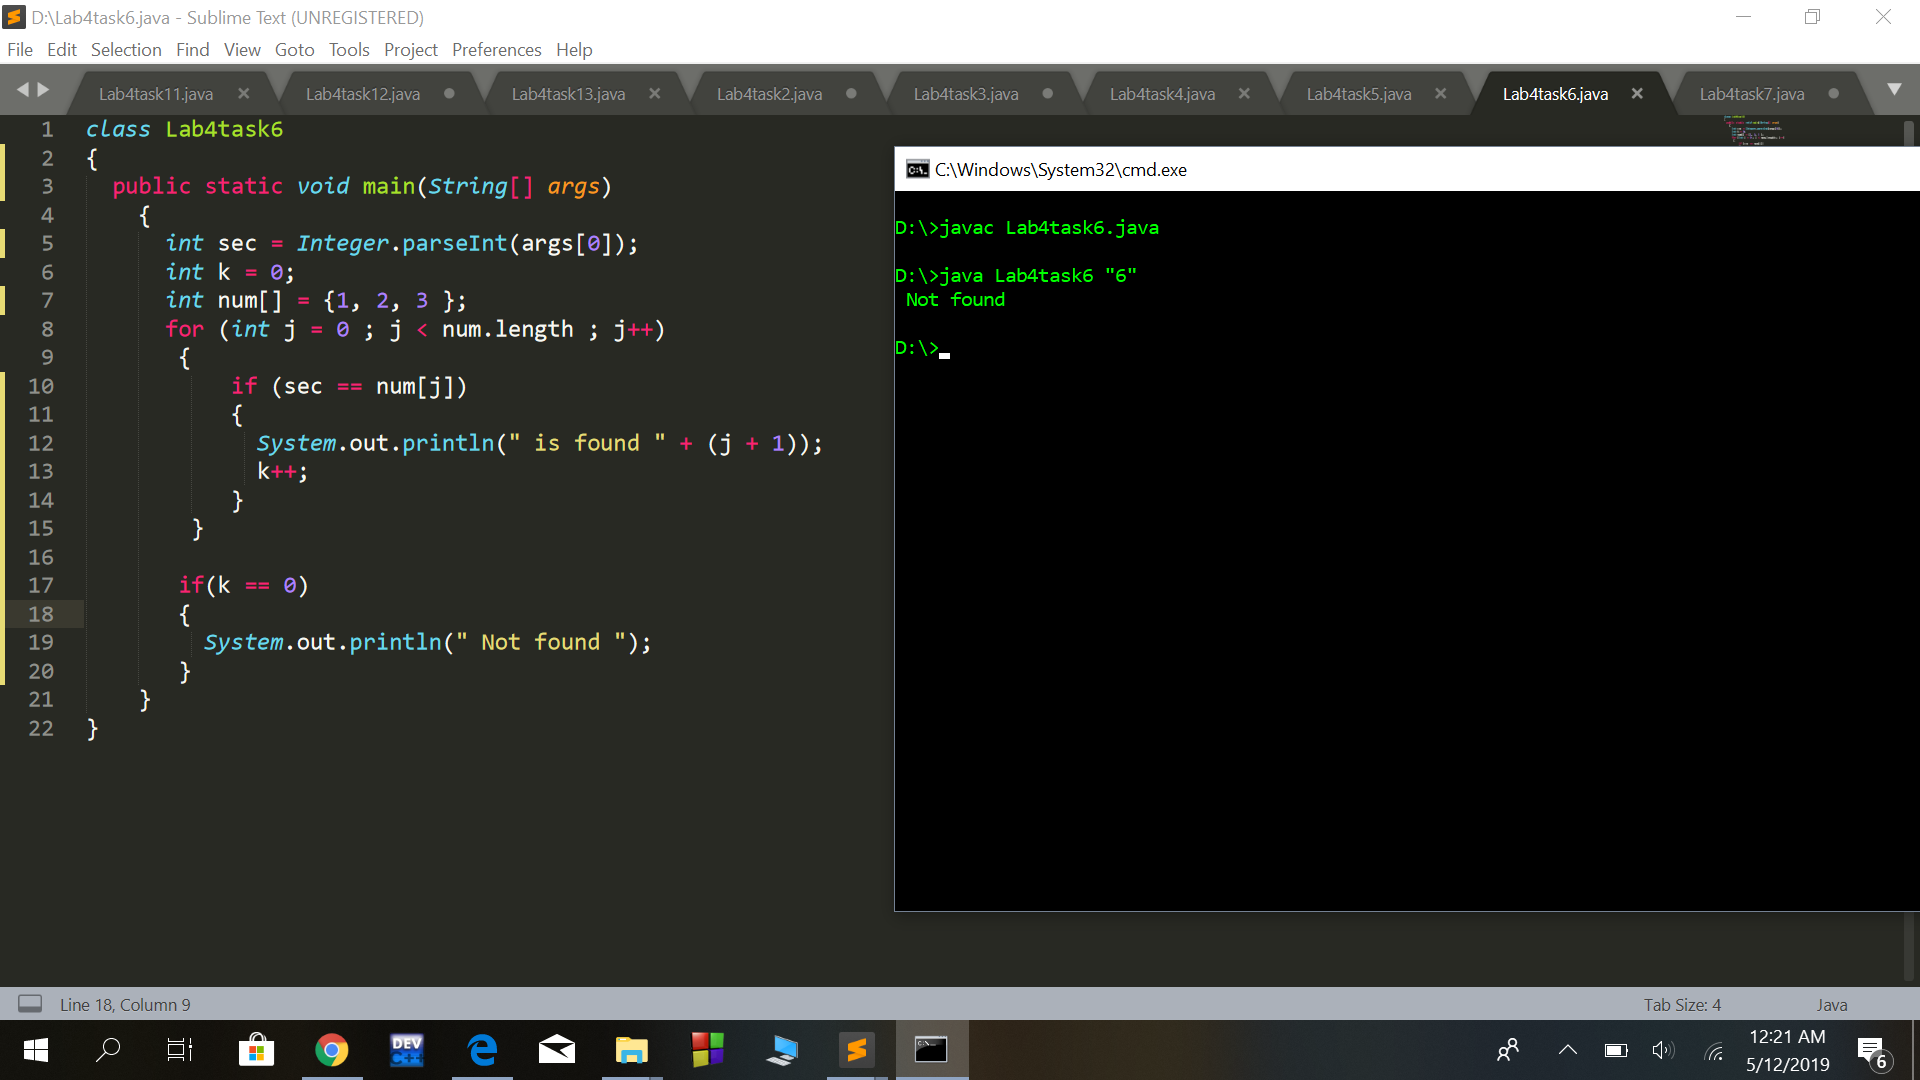 D:\Lab4task6.java - Sublime Text (UNREGISTERED)
File Edit Selection Find View Goto Tools Project Preferences Help
Lab4task11.java Lab4task12.java Lab4task13.java Lab4task2.java Lab4task3.java Lab4task4.java Lab4task5.java Lab4task6.java Lab4task7.java
1 class Lab4task6
2 {
3 public static void main(String[] args)
4 {
5 int sec = Integer.parseInt(args[0]);
6 int k = 0;
7 int num[] = {1, 2, 3 };
8 for (int j = 0 ; j < num.length ; j++)
9 {
10 if (sec == num[j])
11 {
12 System.out.println(" is found " + (j + 1));
13 k++;
14 }
15 }
16
17 if(k == 0)
18 {
19 System.out.println(" Not found ");
20 }
21 }
22 }
C:\Windows\System32\cmd.exe
D:\>javac Lab4task6.java
D:\>java Lab4task6 "6"
Not found
D:\>
Line 18, Column 9
Tab Size: 4
Java
DEV
C++
12:21 AM
5/12/2019
6